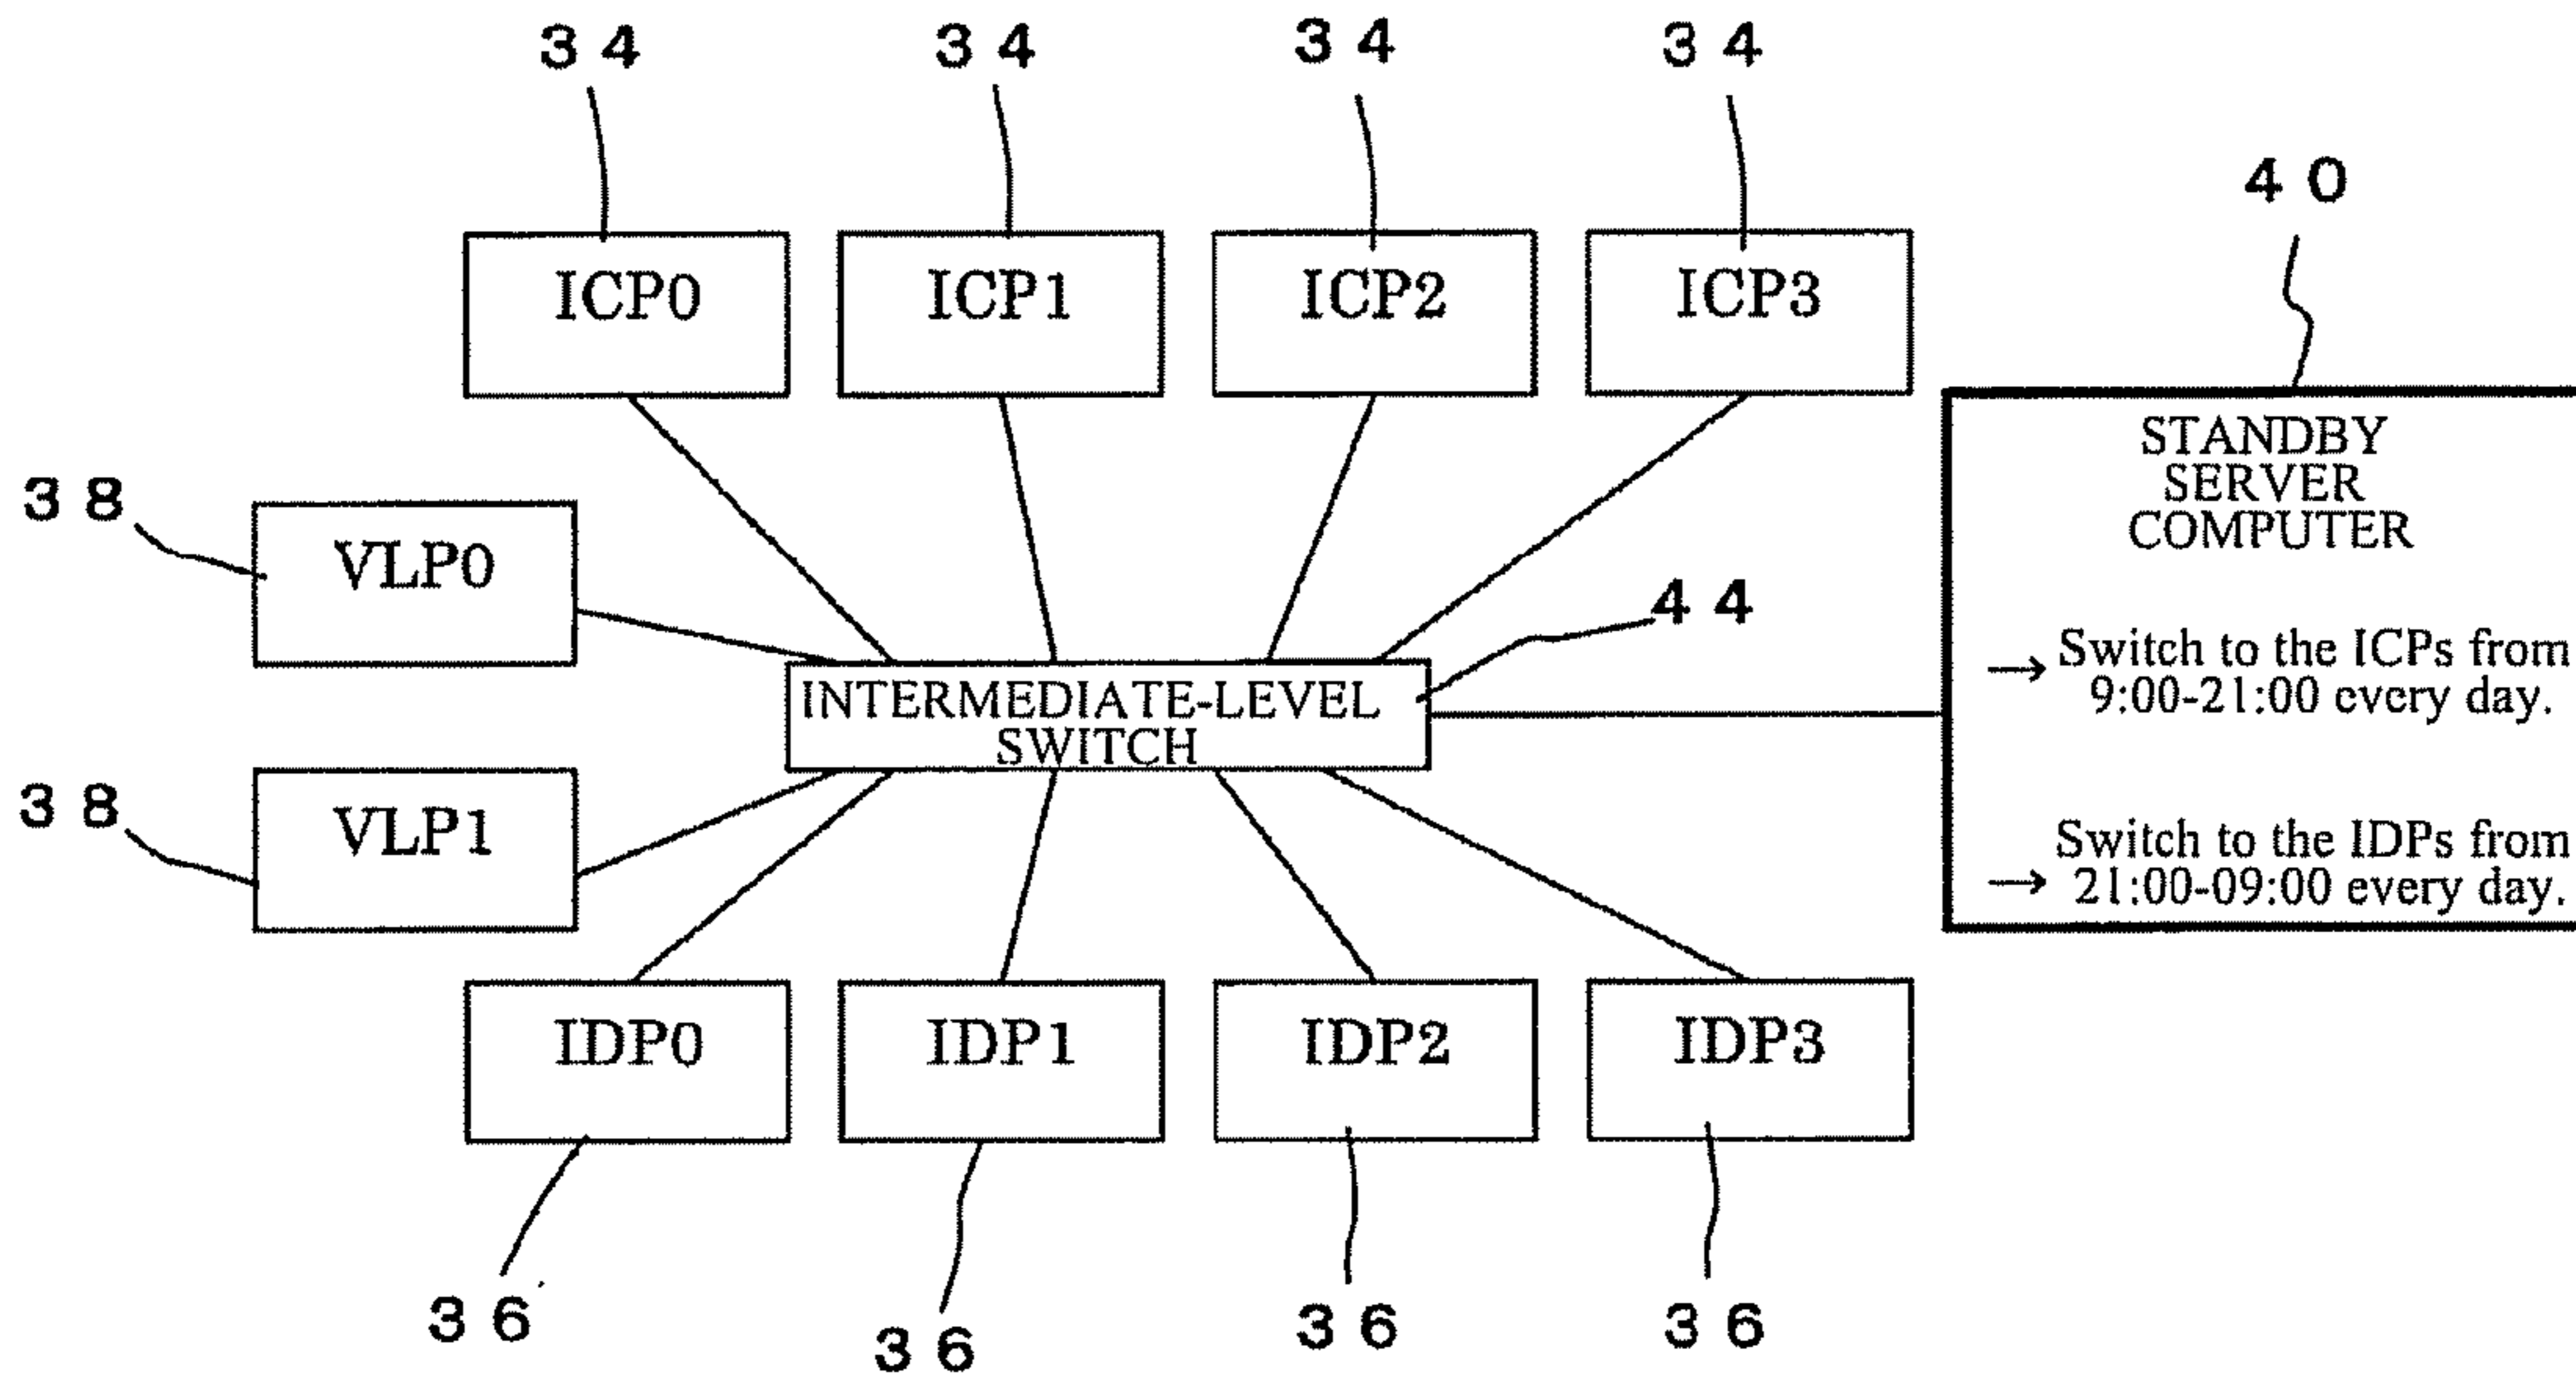 34 34 34 34
40
ICP0 ICP1 ICP2 ICP3
STANDBY
SERVER
COMPUTER
38
VLP0
44
Switch to the ICPs from
9:00-21:00 every day.
INTERMEDIATE-LEVEL
SWITCH
38
VLP1
Switch to the IDPs from
21:00-09:00 every day.
IDP0 IDP1 IDP2 IDP3
36 36 36 36